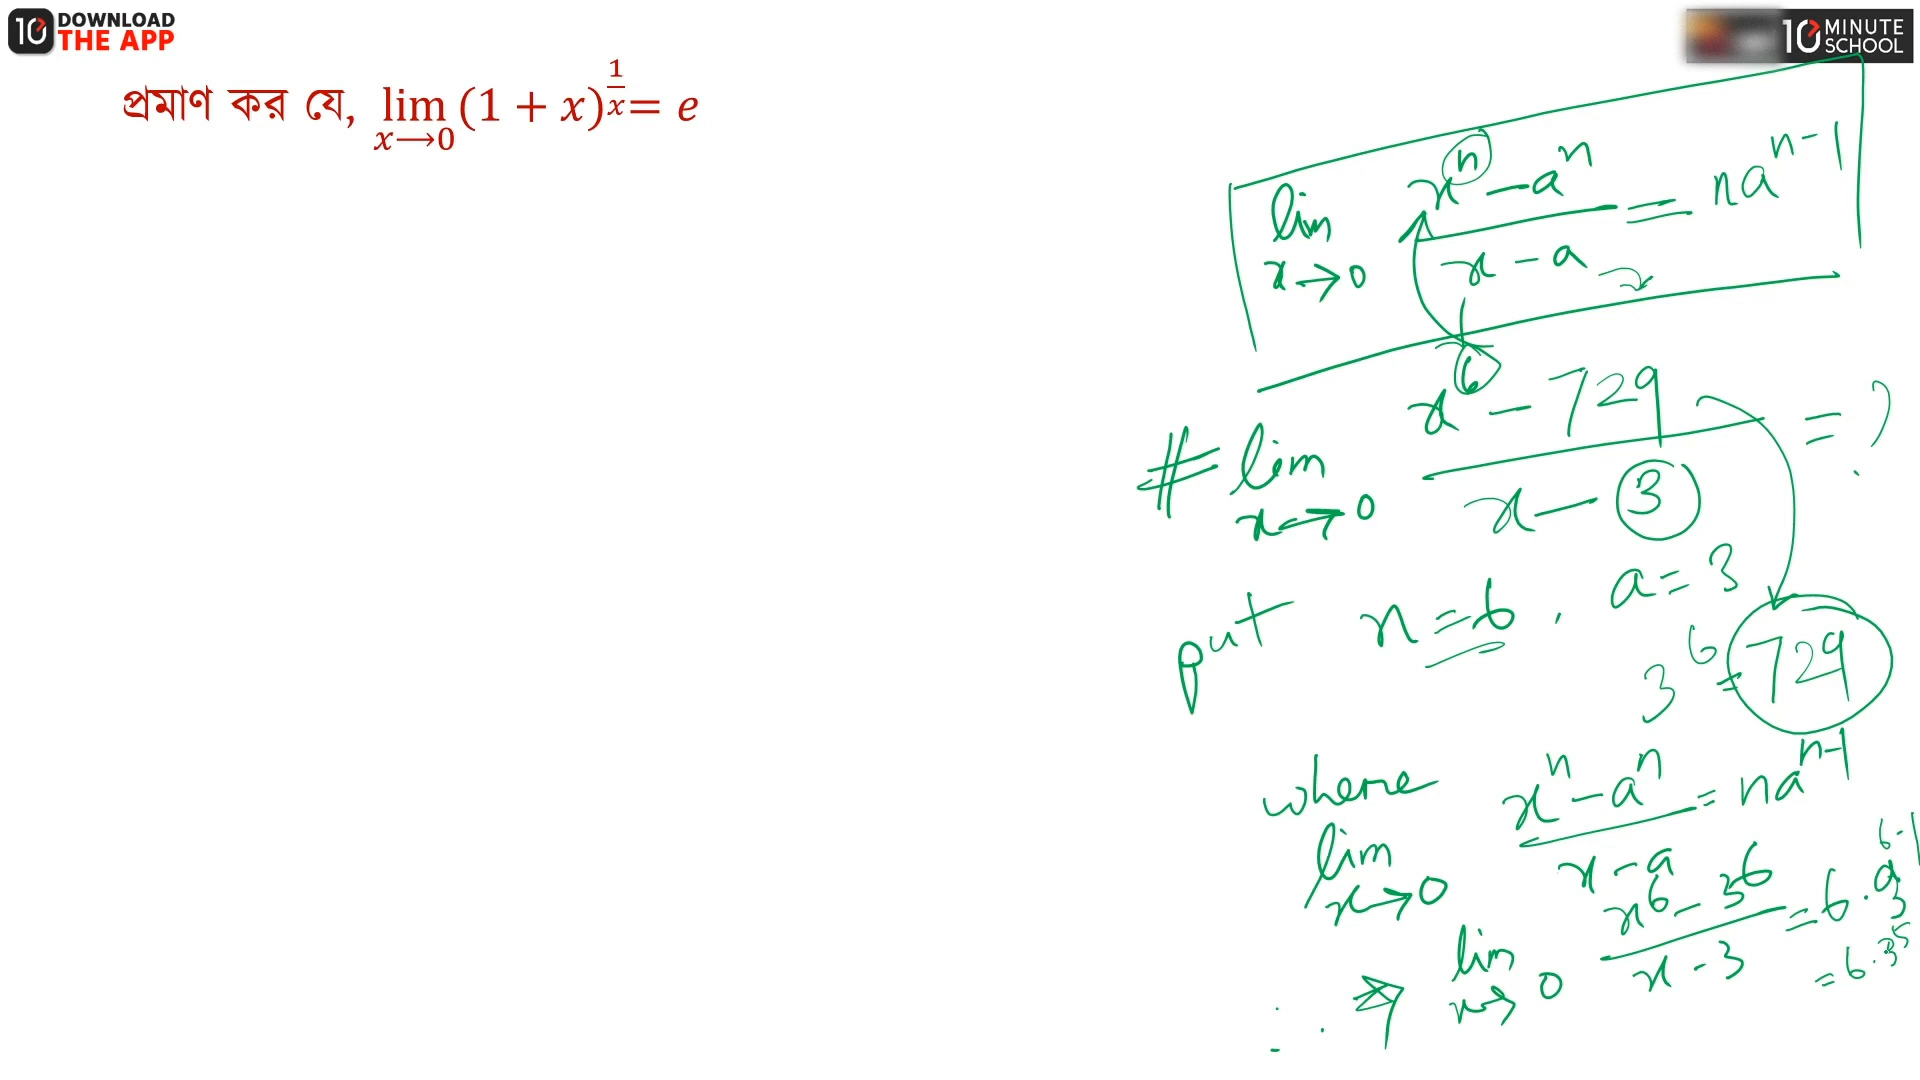 10 DOWNLOAD THE APP
10 MINUTE SCHOOL
প্রমাণ কর যে, lim x→0 (1 + x)^(1/x) = e
lim x→0 (x^n − a^n)/(x − a) = na^(n−1)
# lim x→0 (x^6 − 729)/(x − 3) = ?
put n = 6, a = 3
3^6 = 729
where
lim x→0 (x^n − a^n)/(x − a) = na^(n−1)
∴ ⇒ lim x→0 (x^6 − 3^6)/(x − 3) = 6·3^(6−1)
= 6·3^5